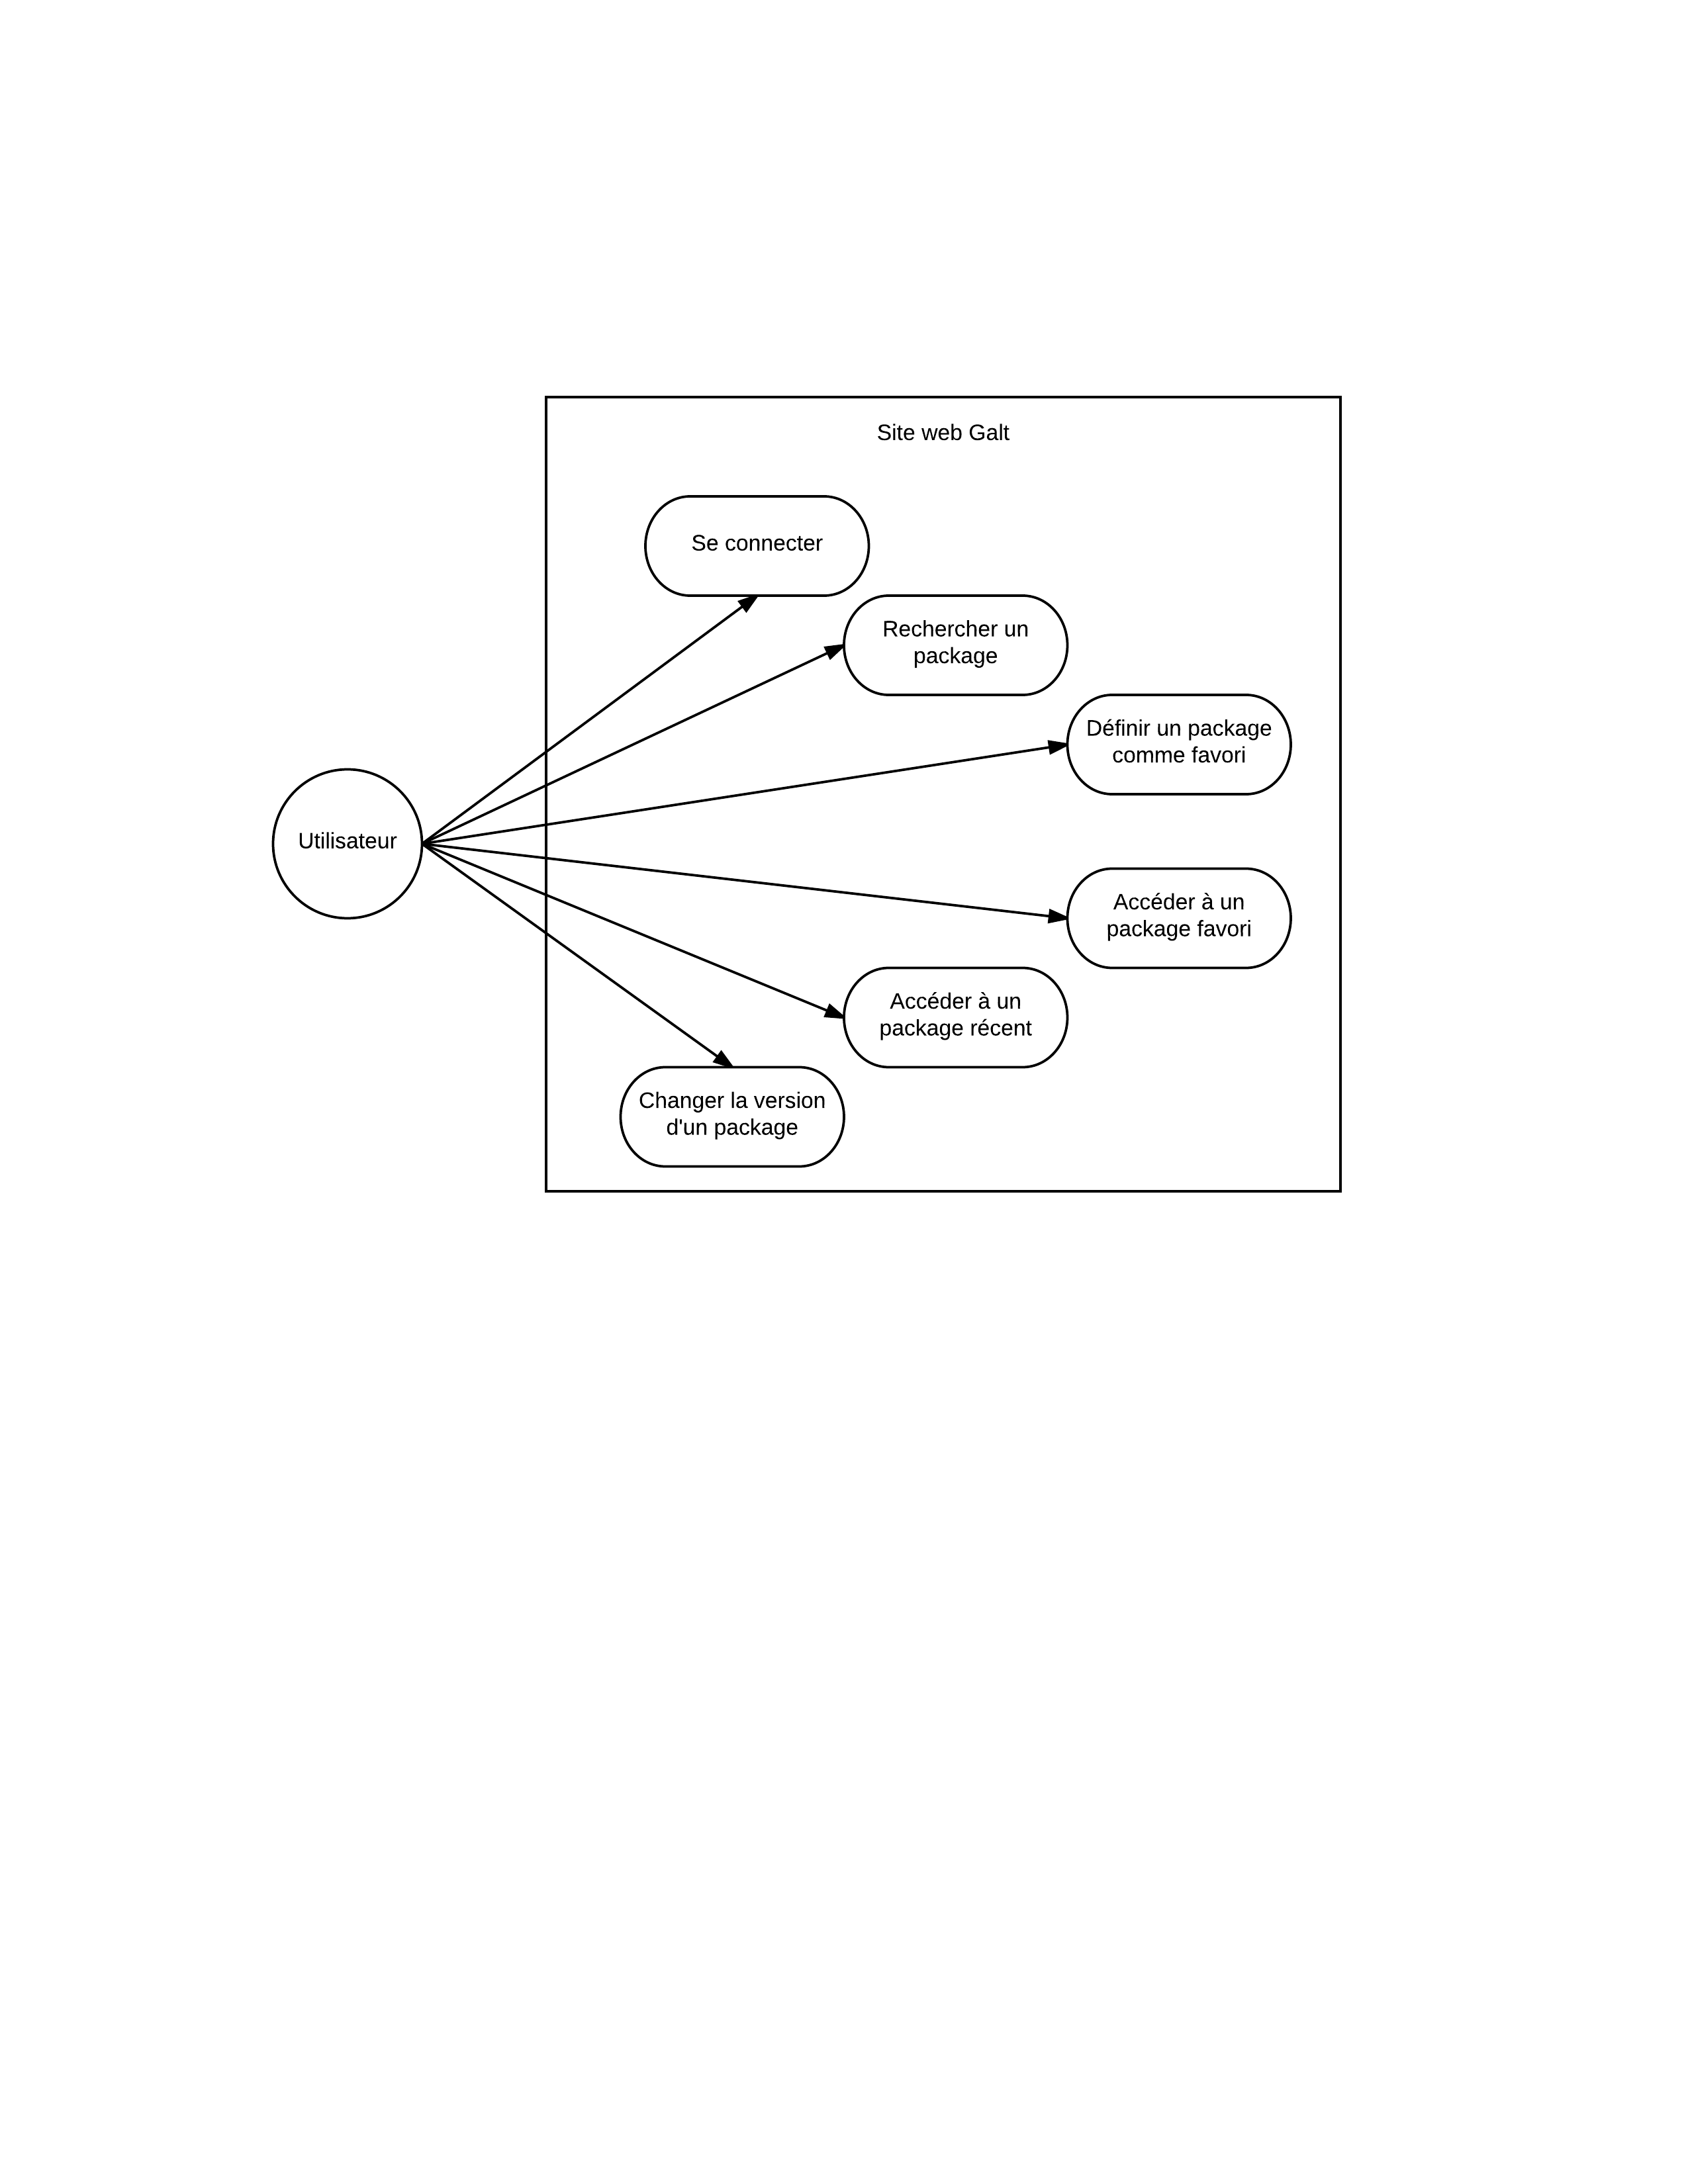 Site web Galt
Se connecter
Rechercher un
package
Définir un package
comme favori
Utilisateur
Accéder à un
package favori
Accéder à un
package récent
Changer la version
d'un package